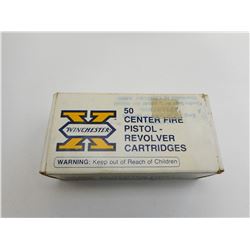 50
CENTER FIRE
PISTOL -
REVOLVER
CARTRIDGES
X
WINCHESTER
WARNING: Keep out of Reach of Children